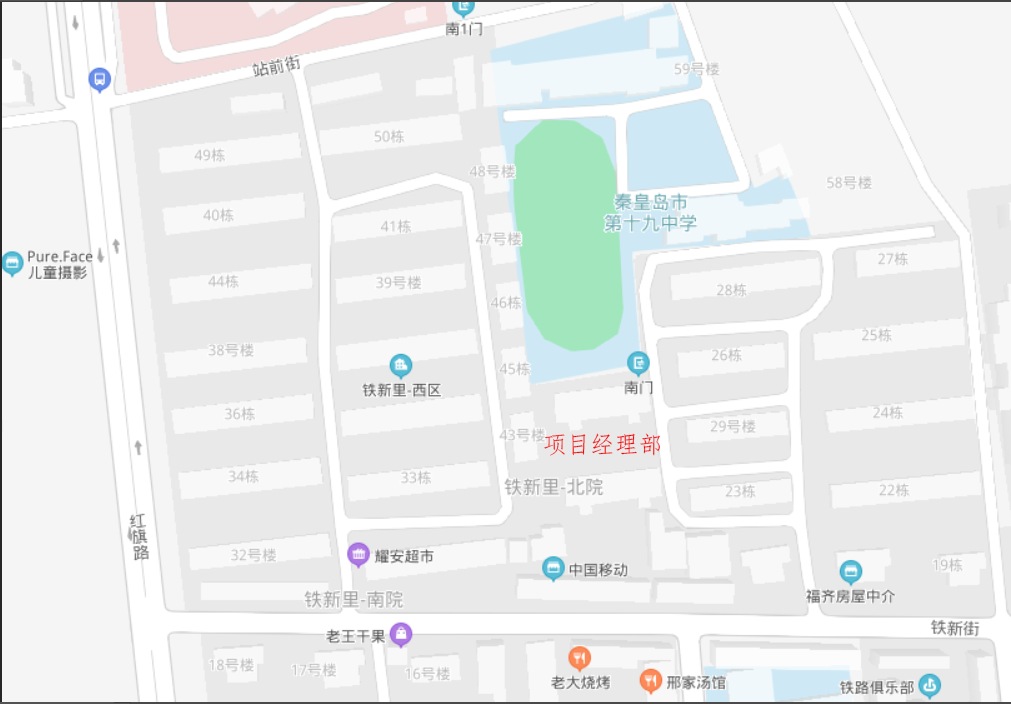 南1门
站前街
59号楼
50栋
49栋
48号楼
58号楼
秦皇岛市
第十九中学
40栋
41栋
47号楼
Pure.Face
儿童摄影
27栋
44栋
39号楼
28栋
46栋
25栋
38号楼
26栋
45栋
铁新里-西区
南门
36栋
24栋
43号楼
29号楼
项目经理部
34栋
33栋
铁新里-北院
23栋
22栋
红旗路
32号楼
耀安超市
中国移动
19栋
福齐房屋中介
铁新里-南院
铁新街
老王干果
18号楼
17号楼
16号楼
老大烧烤
邢家汤馆
铁路俱乐部